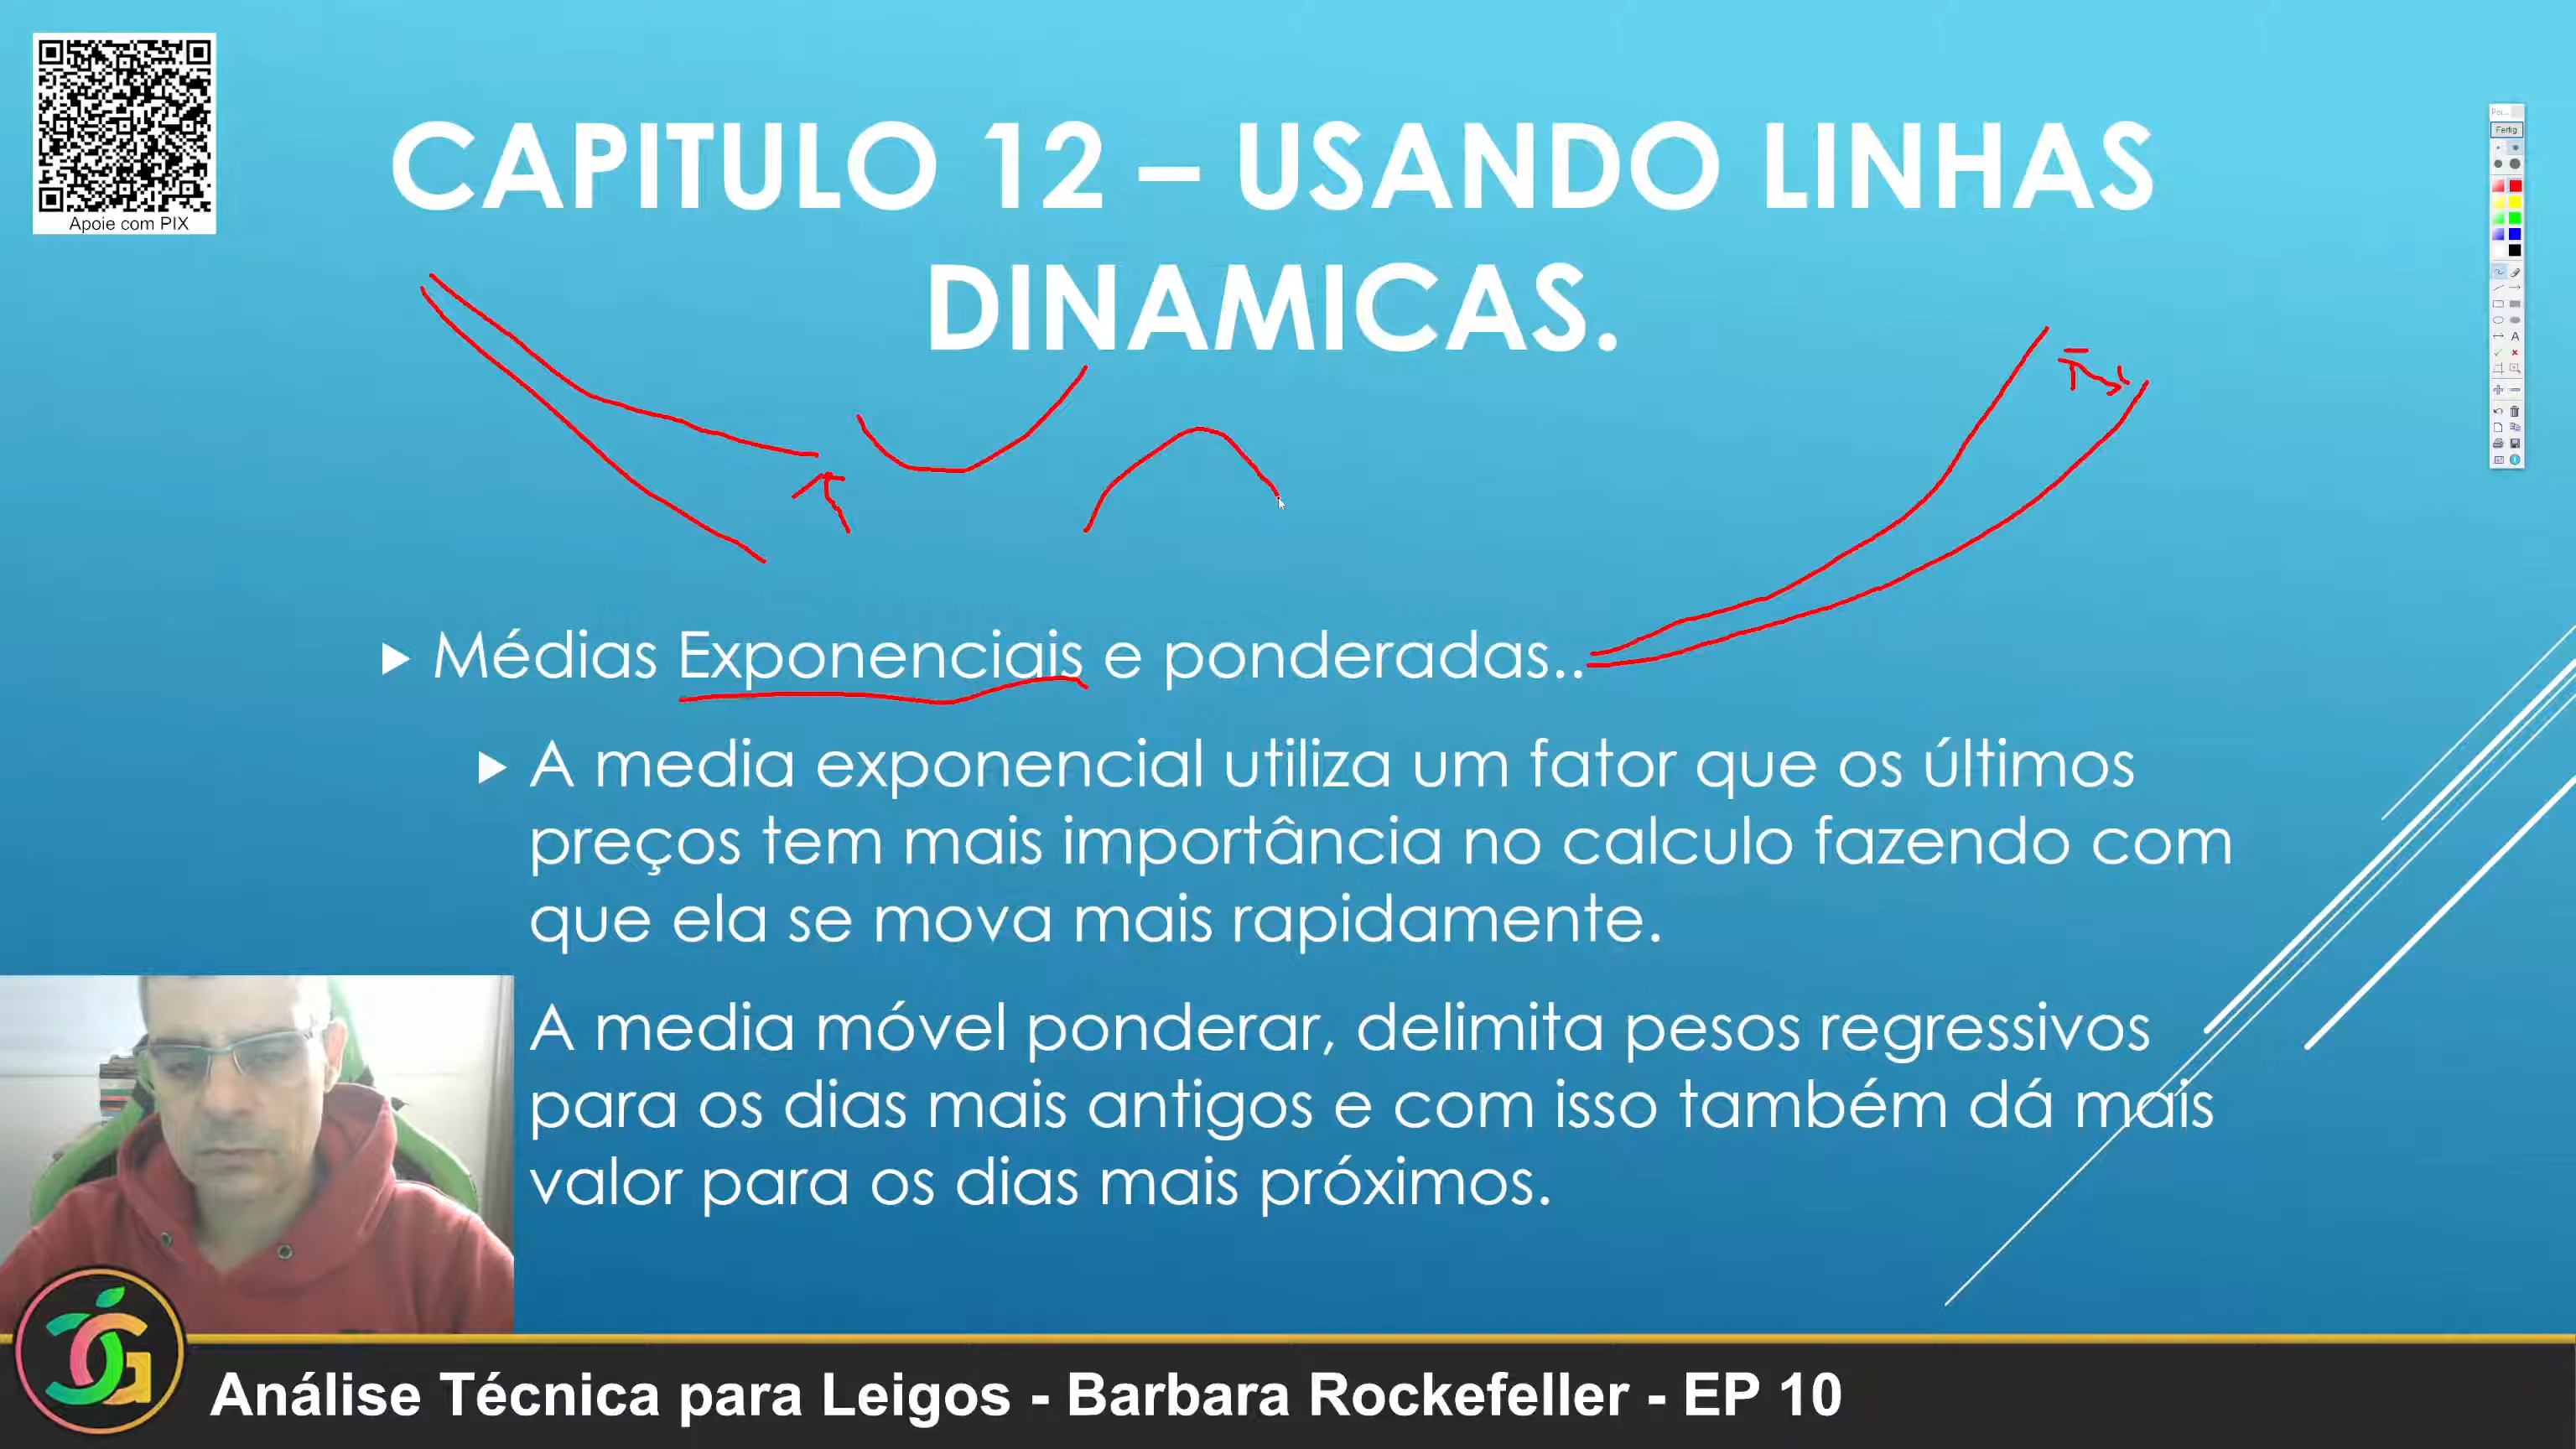 Apoie com PIX
CAPITULO 12 – USANDO LINHAS
DINAMICAS.
Médias Exponenciais e ponderadas..
A media exponencial utiliza um fator que os últimos
preços tem mais importância no calculo fazendo com
que ela se mova mais rapidamente.
A media móvel ponderar, delimita pesos regressivos
para os dias mais antigos e com isso também dá mais
valor para os dias mais próximos.
Fertig
Análise Técnica para Leigos - Barbara Rockefeller - EP 10